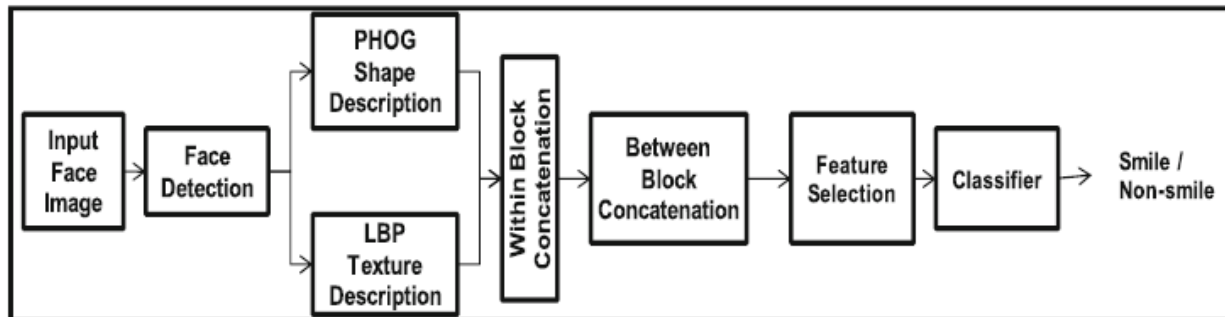 Input
Face
Image
Face
Detection
PHOG
Shape
Description
LBP
Texture
Description
Within Block
Concatenation
Between
Block
Concatenation
Feature
Selection
Classifier
Smile /
Non-smile